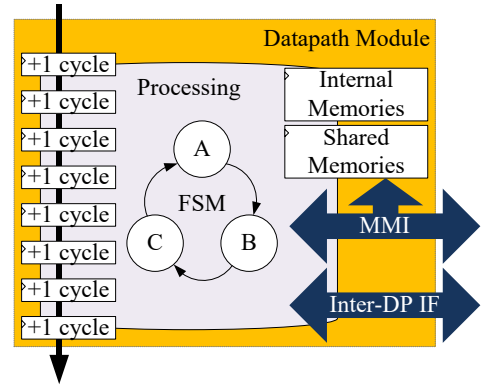 Datapath Module
+1 cycle
+1 cycle
+1 cycle
+1 cycle
+1 cycle
+1 cycle
+1 cycle
+1 cycle
Processing
Internal
Memories
Shared
Memories
A
FSM
C
B
MMI
Inter-DP IF